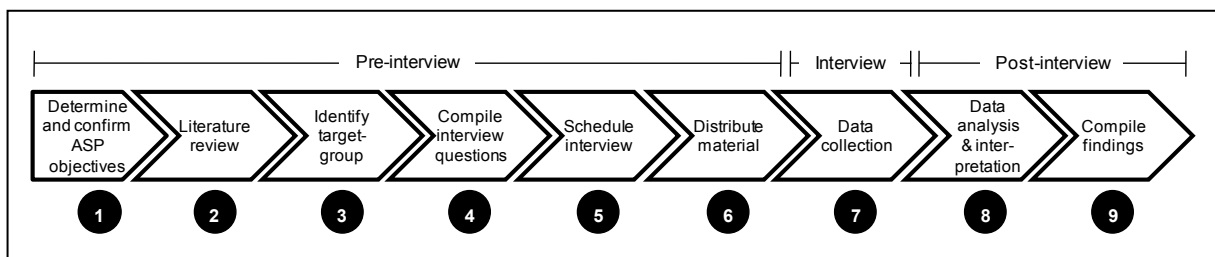 Pre-interview
Interview
Post-interview
Determine
and confirm
ASP
objectives
Literature
review
Identify
target-
group
Compile
interview
questions
Schedule
interview
Distribute
material
Data
collection
Data
analysis
& inter-
pretation
Compile
findings
1
2
3
4
5
6
7
8
9